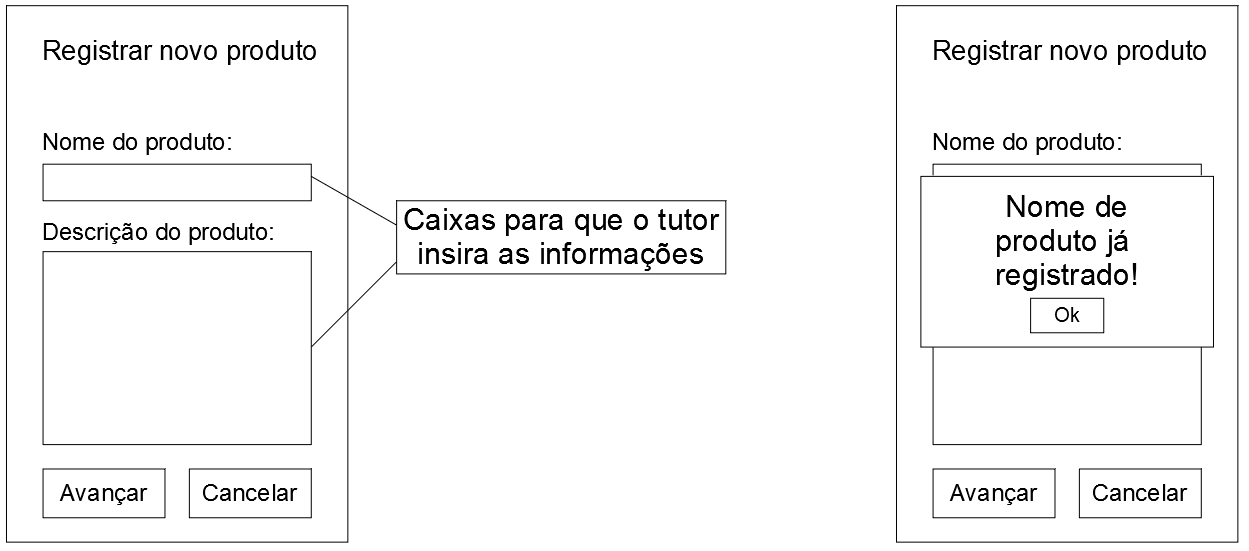 Registrar novo produto
Nome do produto:
Descrição do produto:
Avançar
Cancelar
Caixas para que o tutor
insira as informações
Registrar novo produto
Nome do produto:
Nome de
produto já
registrado!
Ok
Avançar
Cancelar